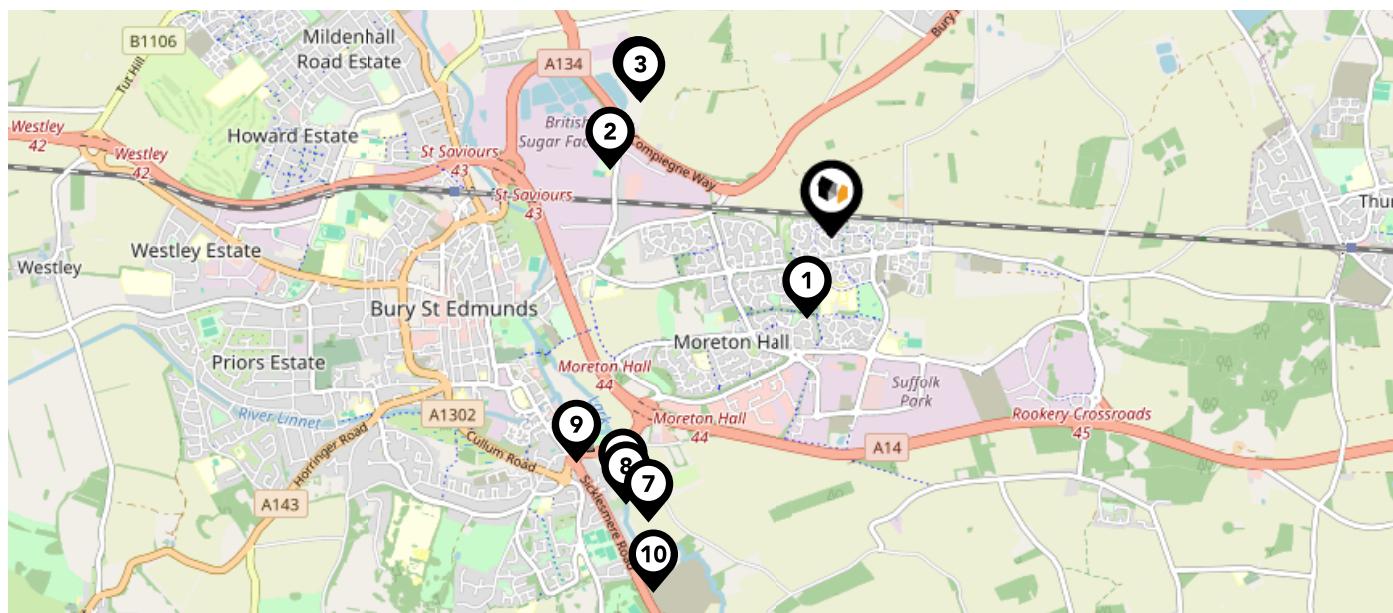 B1106
Tut Hill
Mildenhall
Road Estate
A134
3
Bury
Westley
42
Howard Estate
Westley
42
St Saviours
43
British
2
Compiegne Way
St Saviours
43
Westley Estate
Westley
1
Bury St Edmunds
Moreton Hall
Priors Estate
Moreton Hall
44
Suffolk
Park
River Linnet
A1302
Horringer Road
Cullum Road
9
8
7
Moreton Hall
44
A14
Rookery Crossroads
45
A143
Sicklesmere Road
10